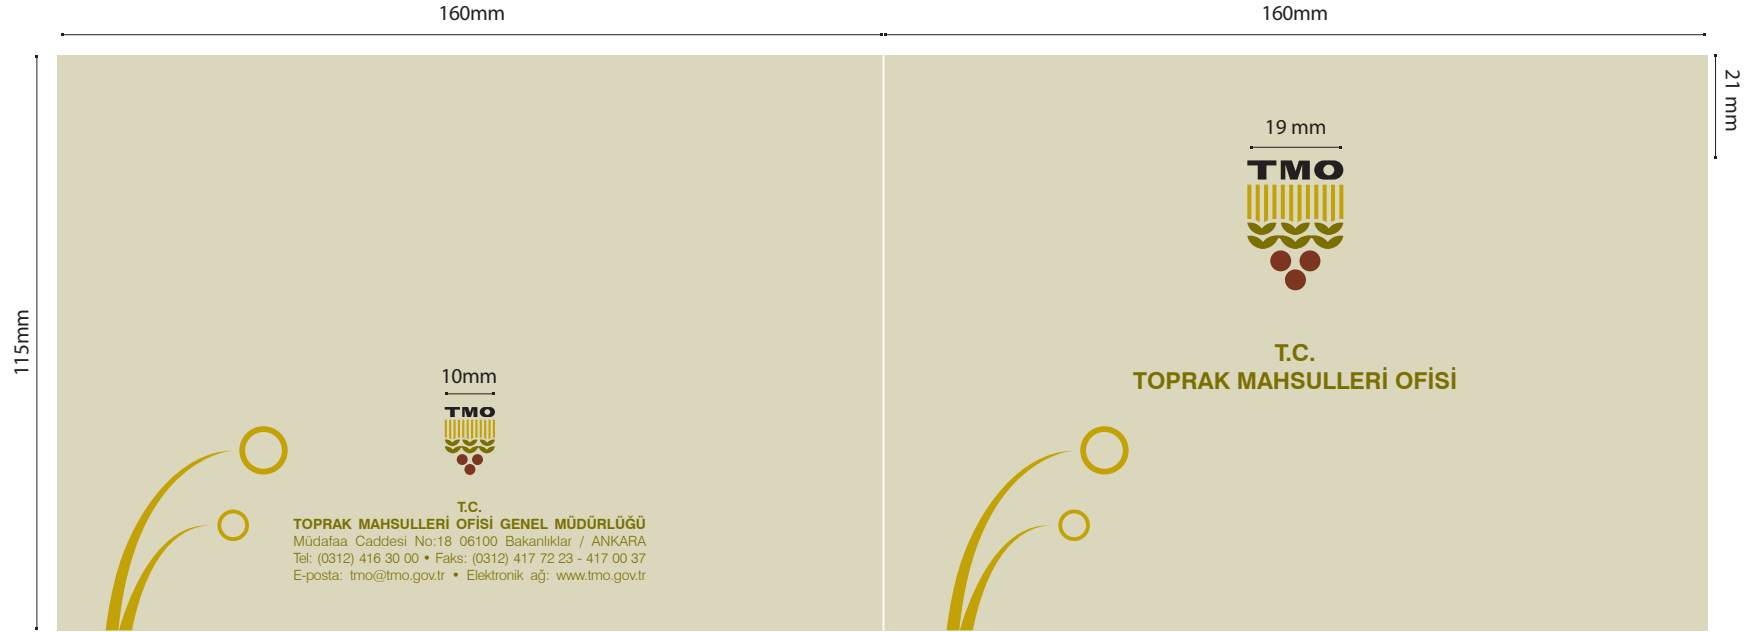 160mm
160mm
115mm
21 mm
10mm
TMO
T.C.
TOPRAK MAHSULLERİ OFİSİ GENEL MÜDÜRLÜĞÜ
Müdafaa Caddesi No:18 06100 Bakanlıklar / ANKARA
Tel: (0312) 416 30 00 • Faks: (0312) 417 72 23 - 417 00 37
E-posta: tmo@tmo.gov.tr • Elektronik ağ: www.tmo.gov.tr
19 mm
TMO
T.C.
TOPRAK MAHSULLERİ OFİSİ